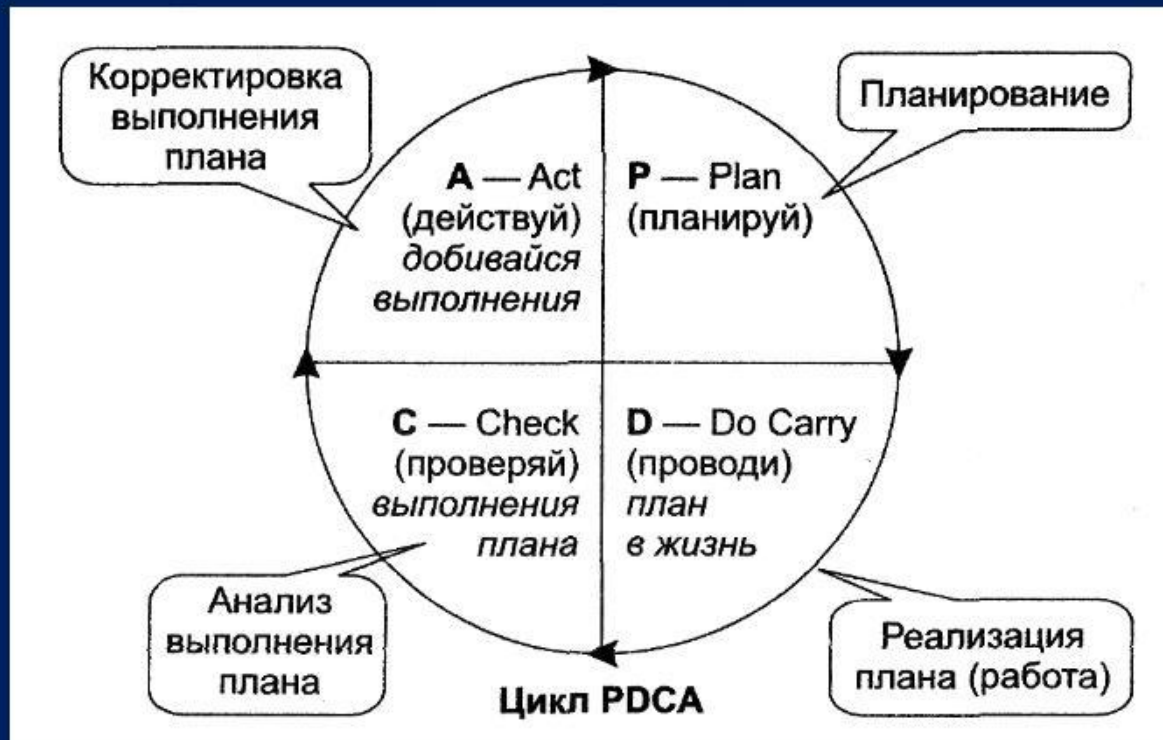 Корректировка
выполнения
плана
Планирование
A — Act
(действуй)
добивайся
выполнения
P — Plan
(планируй)
C — Check
(проверяй)
выполнения
плана
D — Do Carry
(проводи)
план
в жизнь
Анализ
выполнения
плана
Реализация
плана (работа)
Цикл PDCA